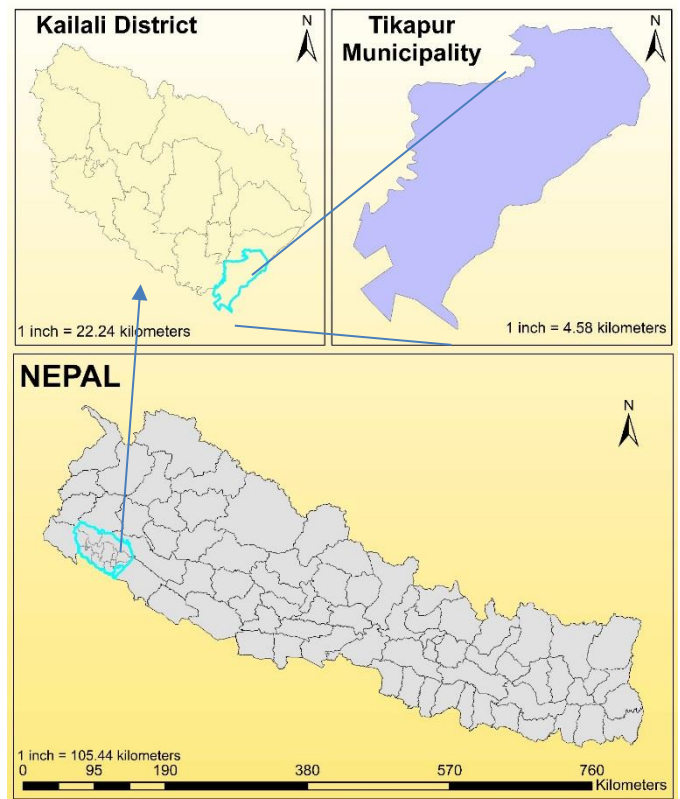 Kailali District
N
1 inch = 22.24 kilometers
Tikapur
Municipality
N
1 inch = 4.58 kilometers
NEPAL
N
1 inch = 105.44 kilometers
0 95 190 380 570 760
Kilometers